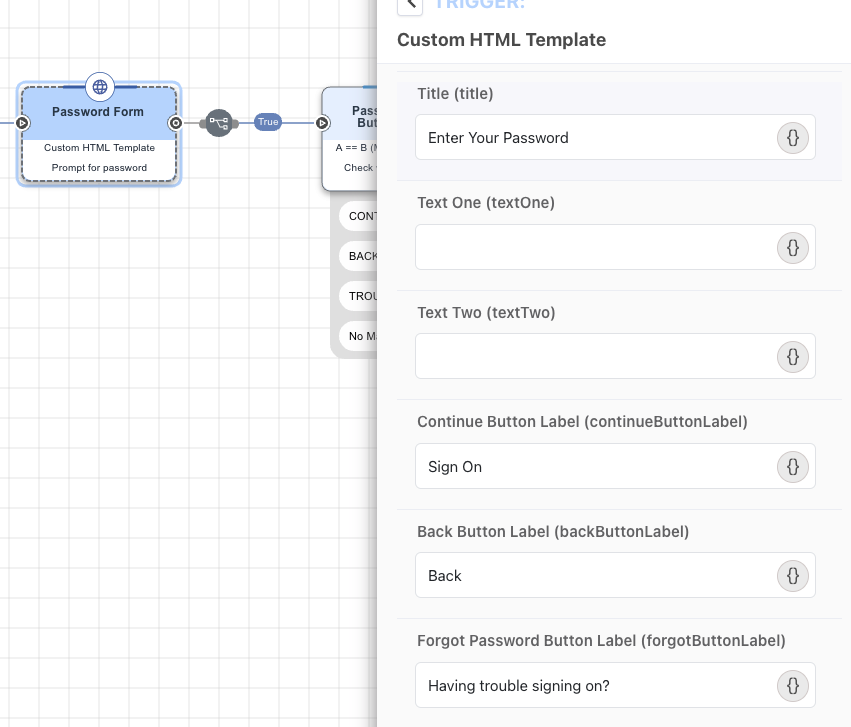 TRIGGER:
Custom HTML Template
Title (title)
Enter Your Password
{}
Text One (textOne)
{}
Text Two (textTwo)
{}
Continue Button Label (continueButtonLabel)
Sign On
{}
Back Button Label (backButtonLabel)
Back
{}
Forgot Password Button Label (forgotButtonLabel)
Having trouble signing on?
{}
Password Form
Custom HTML Template
Prompt for password
True
Pass
But
A == B (
Check
CONT
BACK
TROU
No M